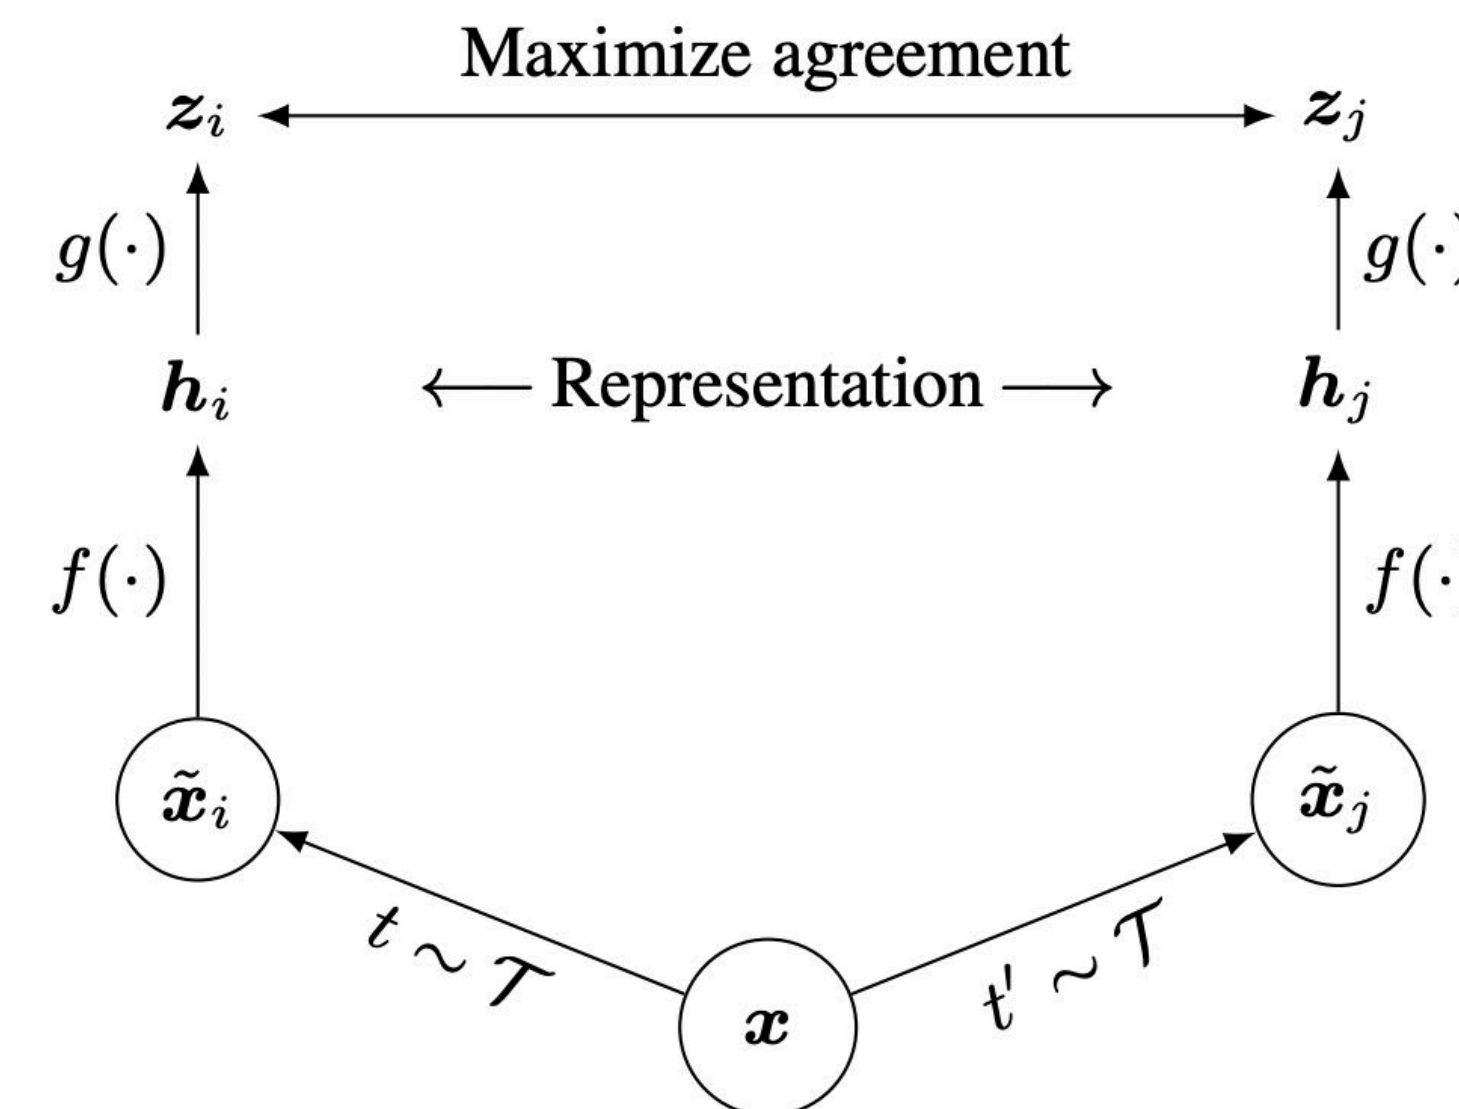 Maximize agreement
z_i z_j
g(·) g(·)
h_i ← Representation → h_j
f(·) f(·
x̃_i x̃_j
t ~ 𝒯 t′ ~ 𝒯
x